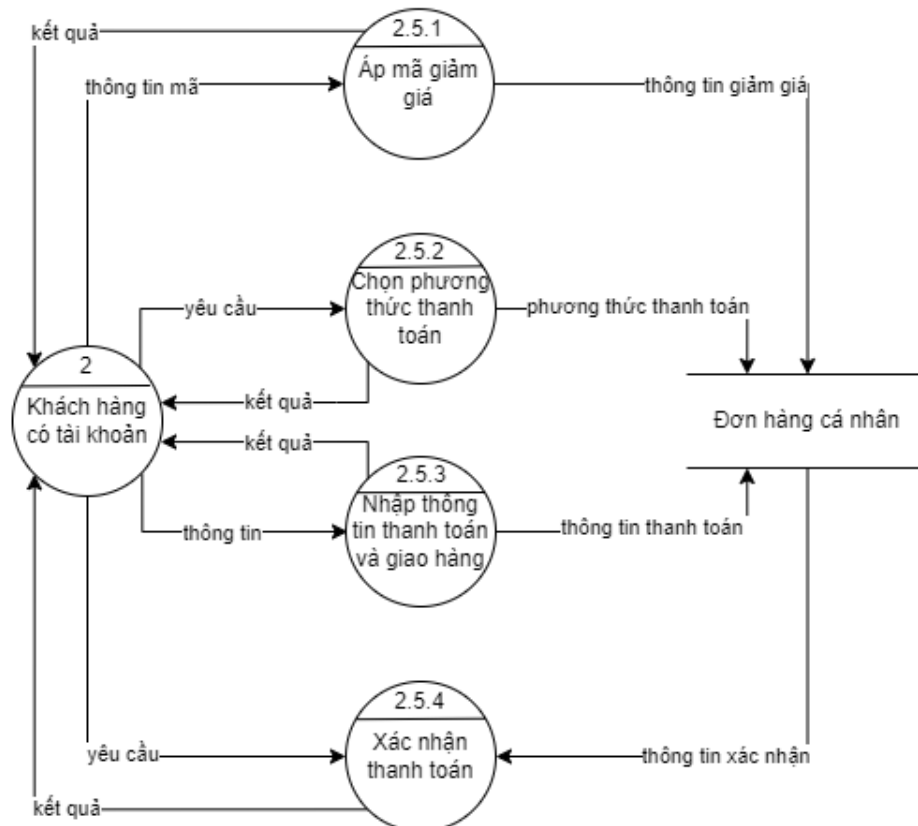 2.5.1
kết quả
Áp mã giảm
giá
thông tin mã
thông tin giảm giá
2.5.2
Chọn phương
thức thanh
toán
yêu cầu
phương thức thanh toán
2
Khách hàng
có tài khoản
kết quả
Đơn hàng cá nhân
kết quả
2.5.3
Nhập thông
tin thanh toán
và giao hàng
thông tin
thông tin thanh toán
2.5.4
Xác nhận
thanh toán
yêu cầu
thông tin xác nhận
kết quả